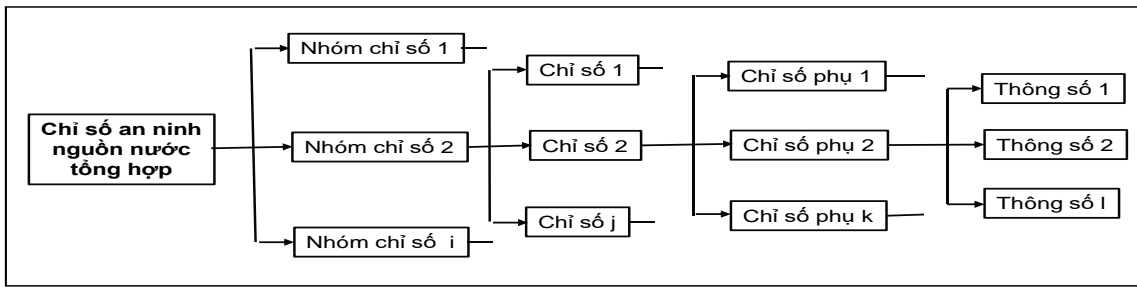 Chỉ số an ninh
nguồn nước
tổng hợp
Nhóm chỉ số 1
Nhóm chỉ số 2
Nhóm chỉ số i
Chỉ số 1
Chỉ số 2
Chỉ số j
Chỉ số phụ 1
Chỉ số phụ 2
Chỉ số phụ k
Thông số 1
Thông số 2
Thông số l